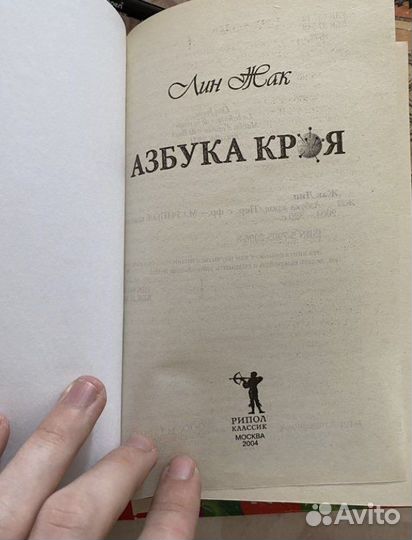 Лин Жак
АЗБУКА КРОЯ
РИПОЛ
КЛАССИК
МОСКВА
2004
Avito